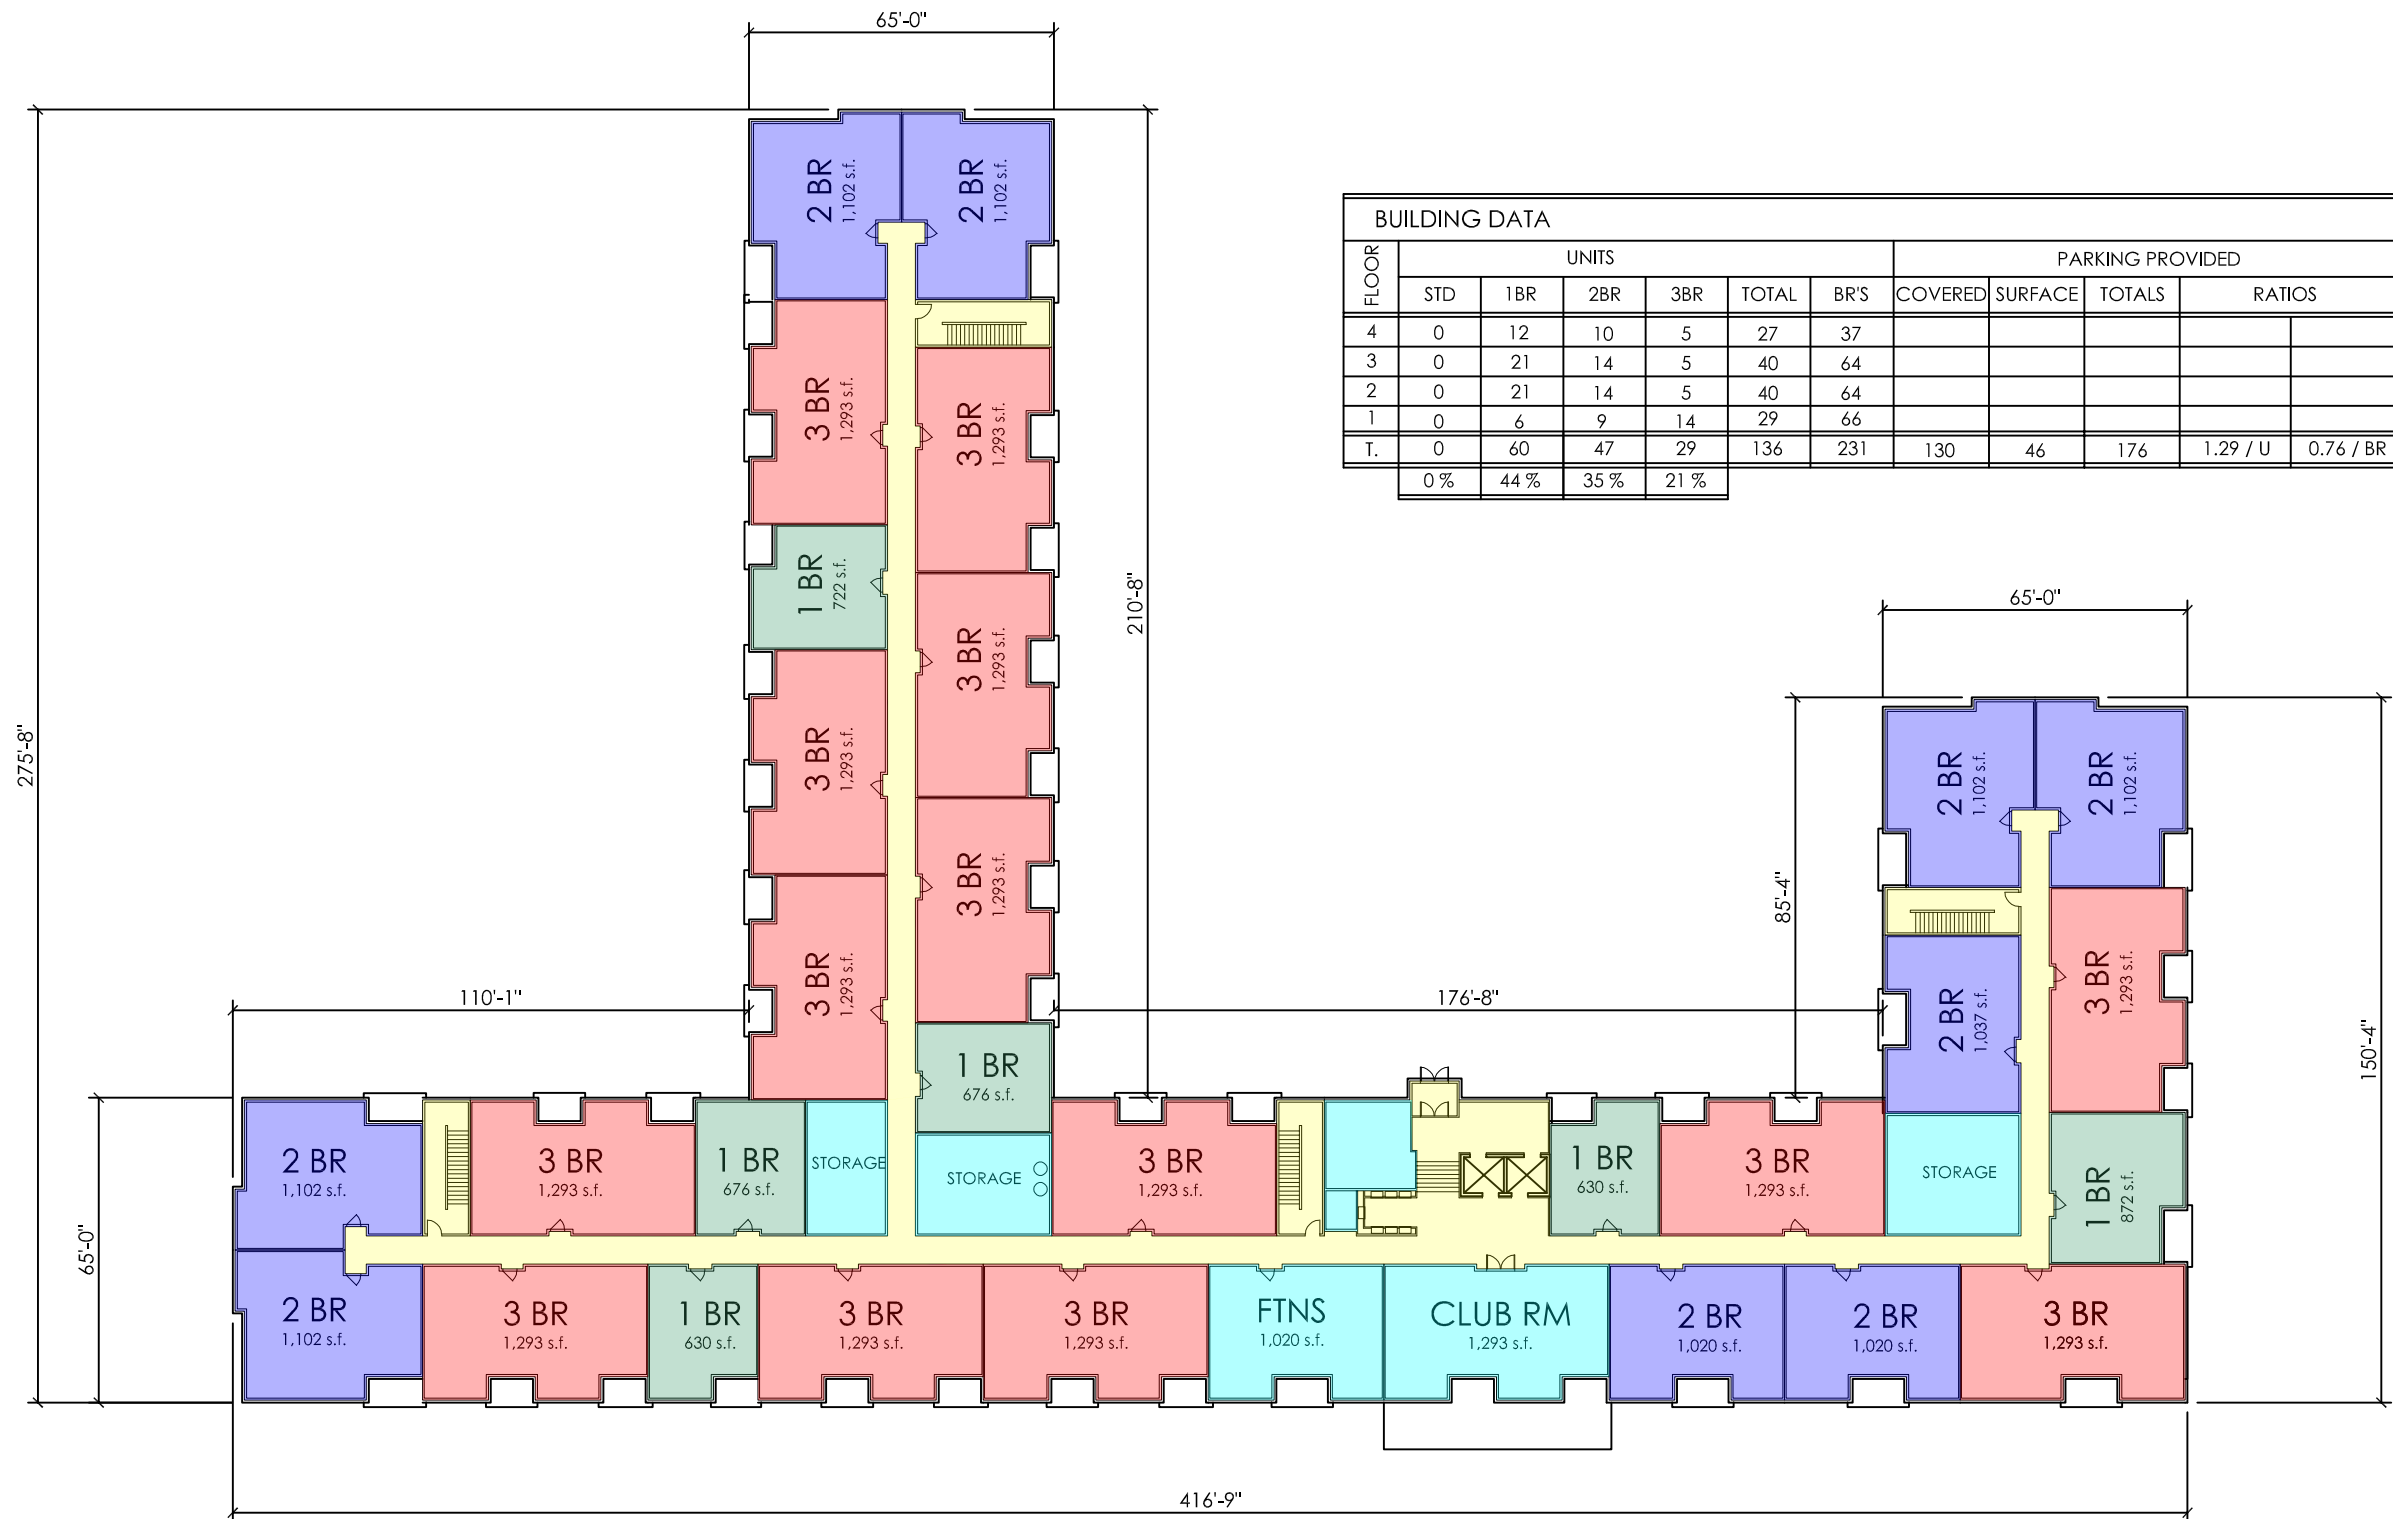 65'-0"
2 BR
1,102 s.f.
2 BR
1,102 s.f.
BUILDING DATA
FLOOR
UNITS
PARKING PROVIDED
STD 1BR 2BR 3BR TOTAL BR'S COVERED SURFACE TOTALS RATIOS
4 0 12 10 5 27 37
3 0 21 14 5 40 64
2 0 21 14 5 40 64
1 0 6 9 14 29 66
T. 0 60 47 29 136 231 130 46 176 1.29 / U 0.76 / BR
0 % 44 % 35 % 21 %
3 BR
1,293 s.f.
3 BR
1,293 s.f.
1 BR
722 s.f.
210'-8"
3 BR
1,293 s.f.
65'-0"
275'-8"
3 BR
1,293 s.f.
2 BR
1,102 s.f.
2 BR
1,102 s.f.
3 BR
1,293 s.f.
85'-4"
3 BR
1,293 s.f.
110'-1"
176'-8"
2 BR
1,037 s.f.
3 BR
1,293 s.f.
150'-4"
1 BR
676 s.f.
2 BR
1,102 s.f.
3 BR
1,293 s.f.
1 BR
676 s.f.
STORAGE
STORAGE
3 BR
1,293 s.f.
1 BR
630 s.f.
3 BR
1,293 s.f.
STORAGE
1 BR
872 s.f.
65'-0"
2 BR
1,102 s.f.
3 BR
1,293 s.f.
1 BR
630 s.f.
3 BR
1,293 s.f.
3 BR
1,293 s.f.
FTNS
1,020 s.f.
CLUB RM
1,293 s.f.
2 BR
1,020 s.f.
2 BR
1,020 s.f.
3 BR
1,293 s.f.
416'-9"